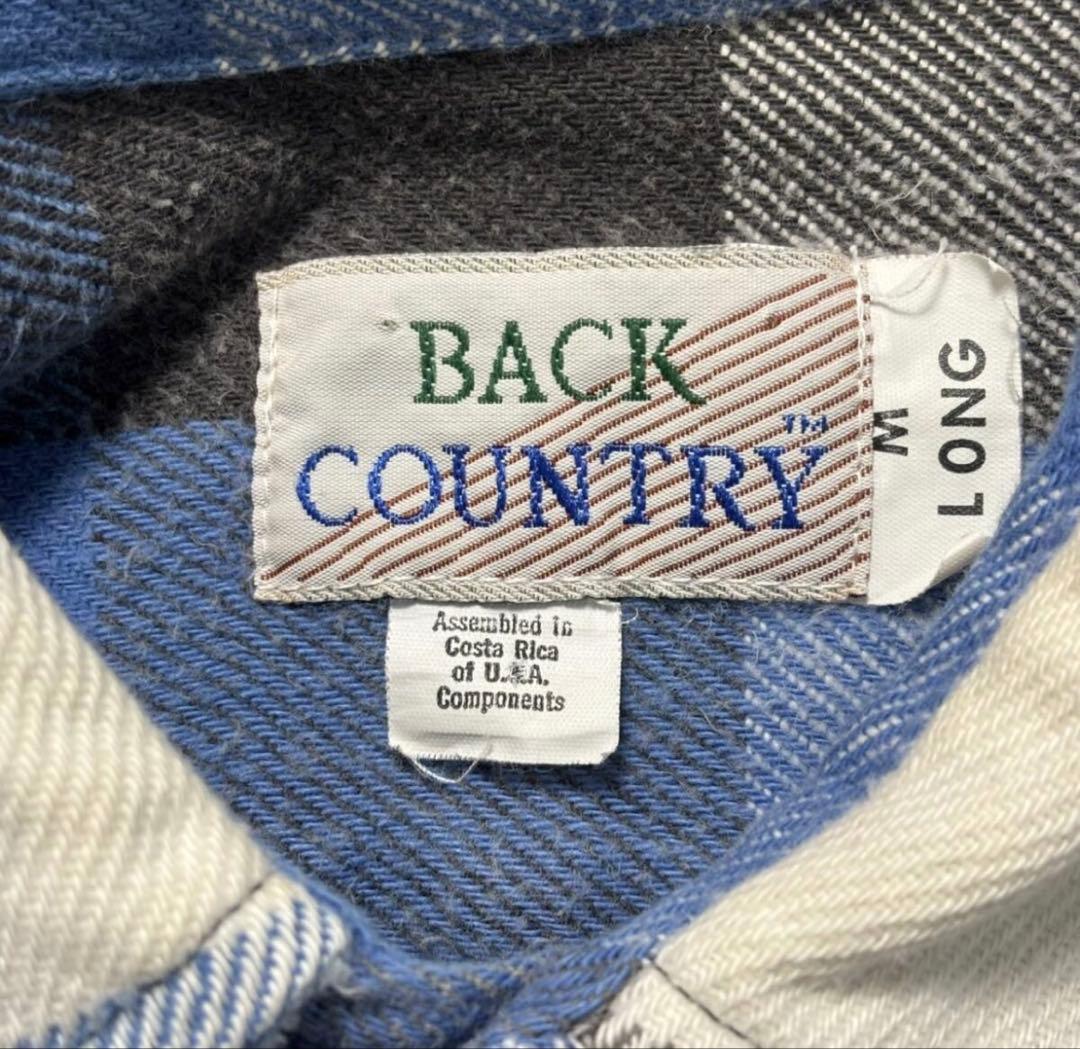 BACK
COUNTRY™
M
LONG
Assembled in
Costa Rica
of U.S.A.
Components